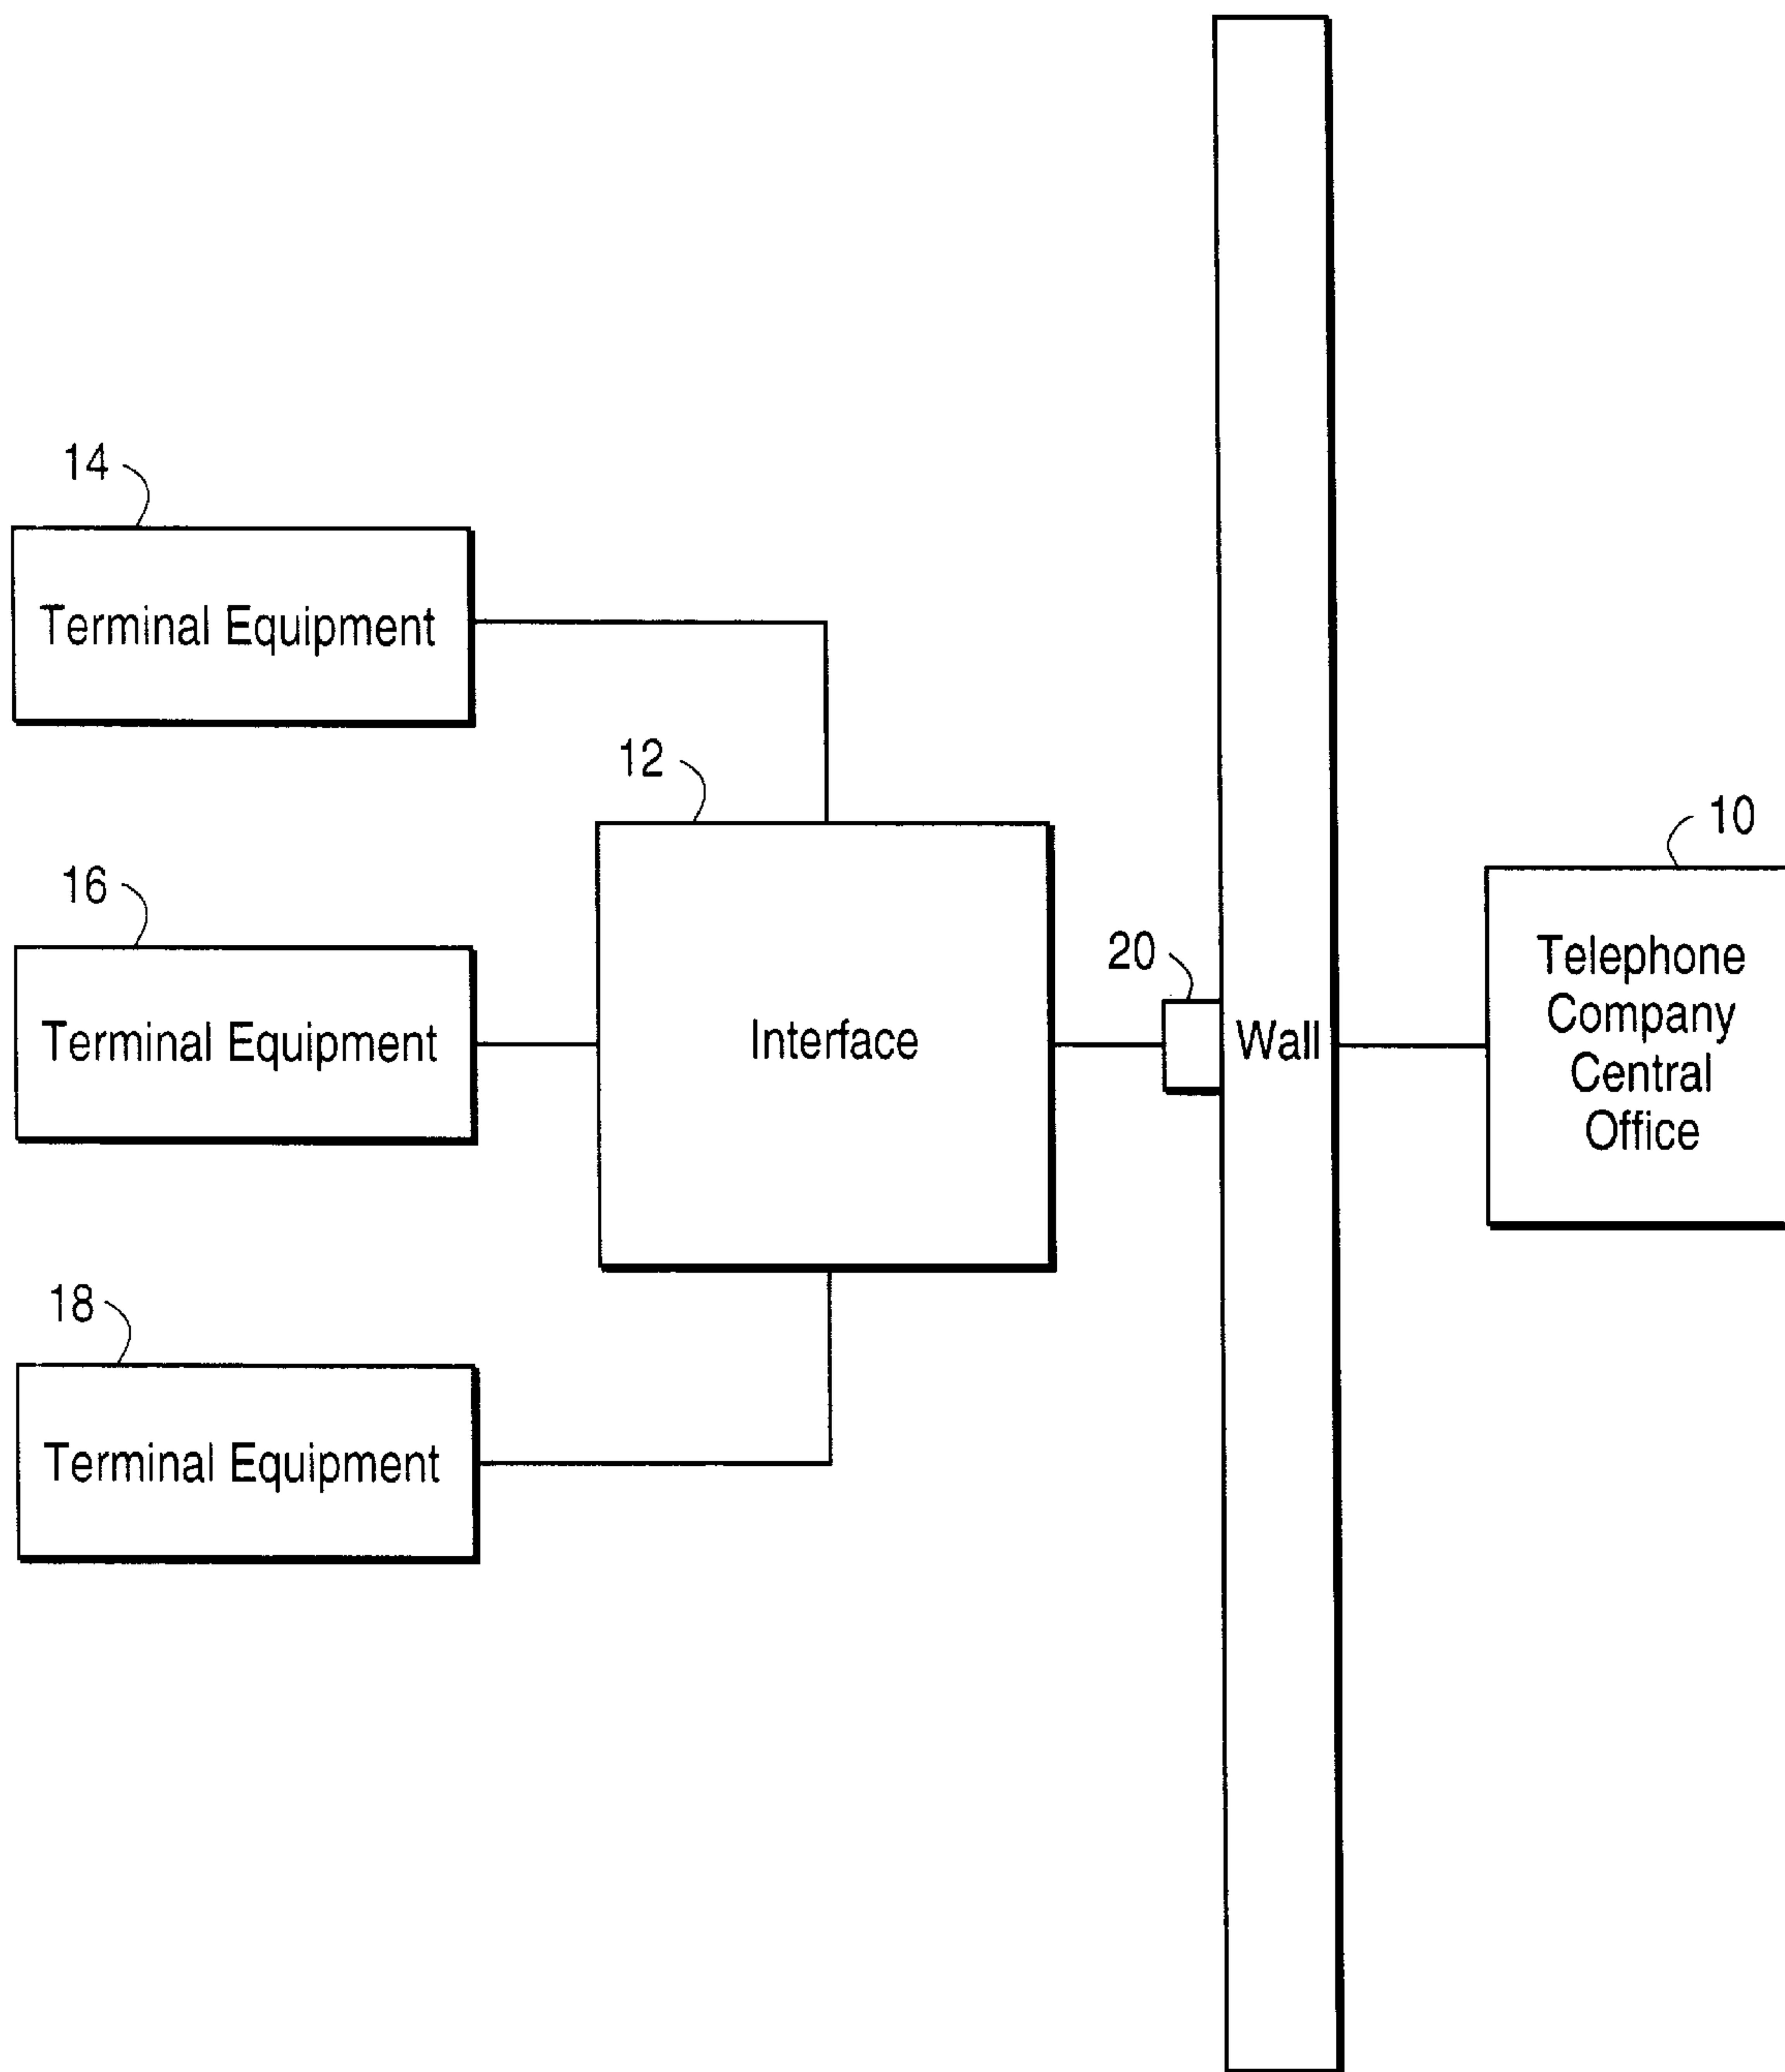 14
Terminal Equipment
12
10
16
20
Telephone
Company
Central
Office
Terminal Equipment
Interface
Wall
18
Terminal Equipment